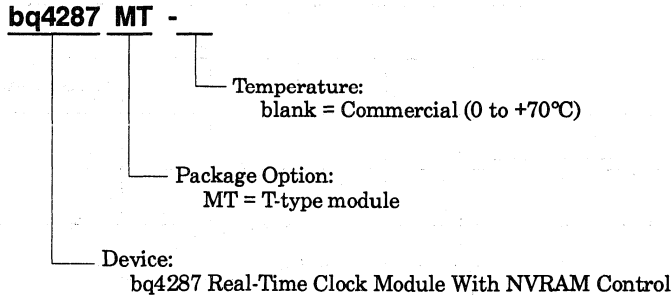 bq4287 MT -
Temperature:
blank = Commercial (0 to +70°C)
Package Option:
MT = T-type module
Device:
bq4287 Real-Time Clock Module With NVRAM Control